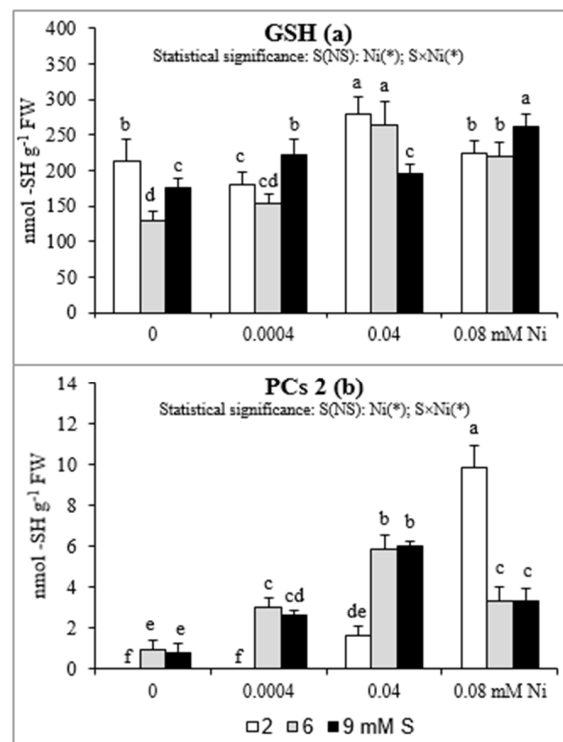 GSH (a)
Statistical significance: S(NS): Ni(*); S×Ni(*)
nmol -SH g-1 FW
400
350
300
250
200
150
100
50
0
b
d
c
c
cd
b
a
a
c
b
b
a
0
0.0004
0.04
0.08 mM Ni
PCs 2 (b)
Statistical significance: S(NS): Ni(*); S×Ni(*)
nmol -SH g-1 FW
14
12
10
8
6
4
2
0
f
e
e
f
c
cd
de
b
b
a
c
c
0
0.0004
0.04
0.08 mM Ni
2
6
9 mM S